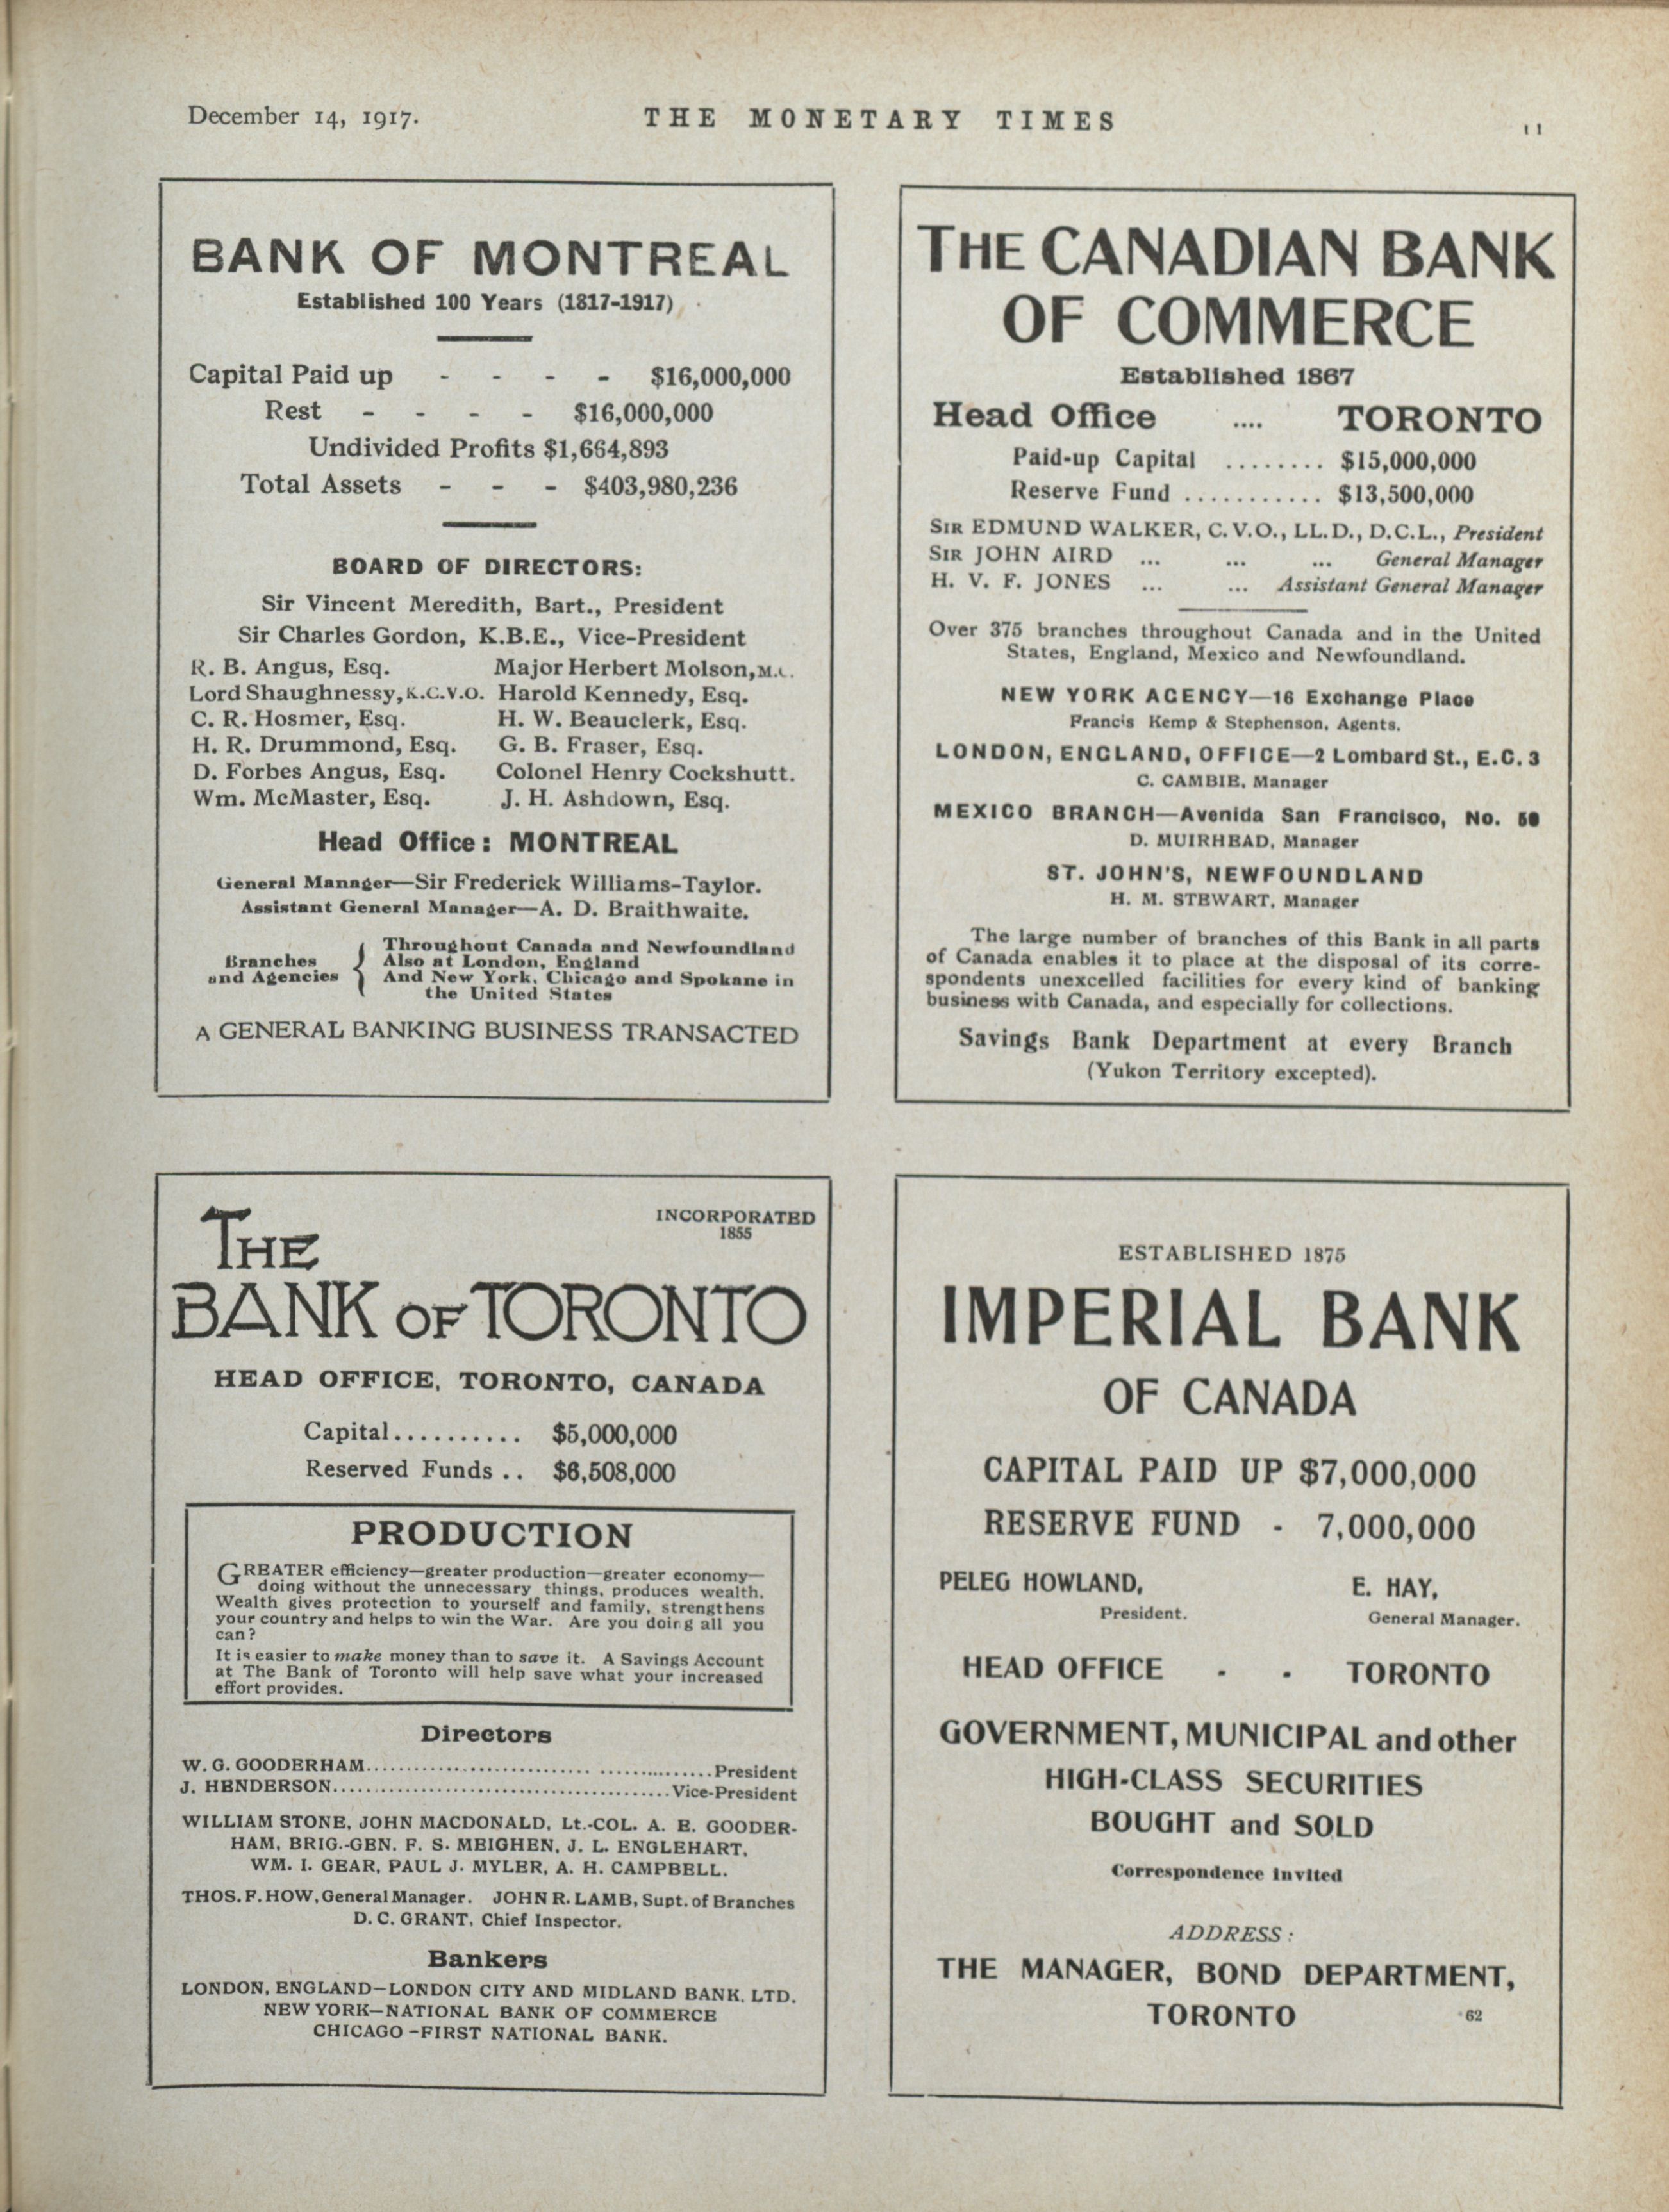 December 14, 1917.
THE MONETARY TIMES
11
BANK OF MONTREAL
Established 100 Years (1817-1917)
Capital Paid up - - - - $16,000,000
Rest - - - - $16,000,000
Undivided Profits $1,664,893
Total Assets - - - $403,980,236
BOARD OF DIRECTORS:
Sir Vincent Meredith, Bart., President
Sir Charles Gordon, K.B.E., Vice-President
R. B. Angus, Esq. Major Herbert Molson, M.C.
Lord Shaughnessy, K.C.V.O. Harold Kennedy, Esq.
C. R. Hosmer, Esq. H. W. Beauclerk, Esq.
H. R. Drummond, Esq. G. B. Fraser, Esq.
D. Forbes Angus, Esq. Colonel Henry Cockshutt.
Wm. McMaster, Esq. J. H. Ashdown, Esq.
Head Office: MONTREAL
General Manager—Sir Frederick Williams-Taylor.
Assistant General Manager—A. D. Braithwaite.
Branches and Agencies
Throughout Canada and Newfoundland
Also at London, England
And New York, Chicago and Spokane in
the United States
A GENERAL BANKING BUSINESS TRANSACTED
THE CANADIAN BANK
OF COMMERCE
Established 1867
Head Office .... TORONTO
Paid-up Capital ........ $15,000,000
Reserve Fund ........... $13,500,000
SIR EDMUND WALKER, C.V.O., LL.D., D.C.L., President
SIR JOHN AIRD ... ... ... General Manager
H. V. F. JONES ... ... Assistant General Manager
Over 375 branches throughout Canada and in the United
States, England, Mexico and Newfoundland.
NEW YORK AGENCY—16 Exchange Place
Francis Kemp & Stephenson, Agents.
LONDON, ENGLAND, OFFICE—2 Lombard St., E.C. 3
C. CAMBIE, Manager
MEXICO BRANCH—Avenida San Francisco, No. 50
D. MUIRHEAD, Manager
ST. JOHN'S, NEWFOUNDLAND
H. M. STEWART, Manager
The large number of branches of this Bank in all parts
of Canada enables it to place at the disposal of its corre-
spondents unexcelled facilities for every kind of banking
business with Canada, and especially for collections.
Savings Bank Department at every Branch
(Yukon Territory excepted).
INCORPORATED
1855
THE
BANK OF TORONTO
HEAD OFFICE, TORONTO, CANADA
Capital.......... $5,000,000
Reserved Funds .. $6,508,000
PRODUCTION
GREATER efficiency—greater production—greater economy—
doing without the unnecessary things, produces wealth.
Wealth gives protection to yourself and family, strengthens
your country and helps to win the War. Are you doing all you
can?
It is easier to make money than to save it. A Savings Account
at The Bank of Toronto will help save what your increased
effort provides.
Directors
W. G. GOODERHAM........................................President
J. HENDERSON........................................Vice-President
WILLIAM STONE, JOHN MACDONALD, Lt.-COL. A. E. GOODER-
HAM, BRIG.-GEN. F. S. MEIGHEN, J. L. ENGLEHART,
WM. I. GEAR, PAUL J. MYLER, A. H. CAMPBELL.
THOS. F. HOW, General Manager. JOHN R. LAMB, Supt. of Branches
D. C. GRANT, Chief Inspector.
Bankers
LONDON, ENGLAND—LONDON CITY AND MIDLAND BANK, LTD.
NEW YORK—NATIONAL BANK OF COMMERCE
CHICAGO—FIRST NATIONAL BANK.
ESTABLISHED 1875
IMPERIAL BANK
OF CANADA
CAPITAL PAID UP $7,000,000
RESERVE FUND - 7,000,000
PELEG HOWLAND, E. HAY,
President. General Manager.
HEAD OFFICE - - TORONTO
GOVERNMENT, MUNICIPAL and other
HIGH-CLASS SECURITIES
BOUGHT and SOLD
Correspondence Invited
ADDRESS:
THE MANAGER, BOND DEPARTMENT,
TORONTO 62